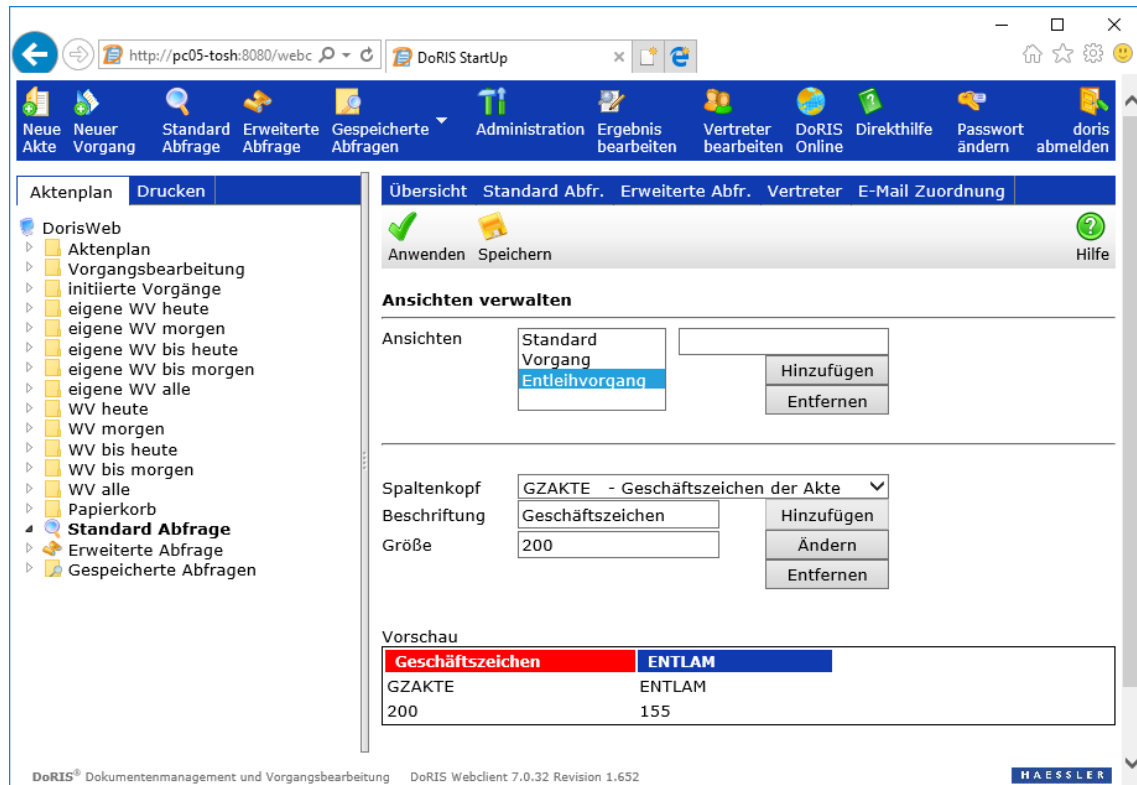 http://pc05-tosh:8080/webc
DoRIS StartUp
Neue Akte
Neuer Vorgang
Standard Abfrage
Erweiterte Abfrage
Gespeicherte Abfragen
Administration
Ergebnis bearbeiten
Vertreter bearbeiten
DoRIS Online
Direkthilfe
Passwort ändern
doris abmelden
Aktenplan
Drucken
DorisWeb
Aktenplan
Vorgangsbearbeitung
initiierte Vorgänge
eigene WV heute
eigene WV morgen
eigene WV bis heute
eigene WV bis morgen
eigene WV alle
WV heute
WV morgen
WV bis heute
WV bis morgen
WV alle
Papierkorb
Standard Abfrage
Erweiterte Abfrage
Gespeicherte Abfragen
Übersicht Standard Abfr. Erweiterte Abfr. Vertreter E-Mail Zuordnung
Anwenden Speichern Hilfe
Ansichten verwalten
Ansichten
Standard
Vorgang
Entleihvorgang
Hinzufügen
Entfernen
Spaltenkopf GZAKTE - Geschäftszeichen der Akte
Beschriftung Geschäftszeichen Hinzufügen
Größe 200 Ändern
Entfernen
Vorschau
Geschäftszeichen ENTLAM
GZAKTE ENTLAM
200 155
DoRIS® Dokumentenmanagement und Vorgangsbearbeitung DoRIS Webclient 7.0.32 Revision 1.652
HAESSLER